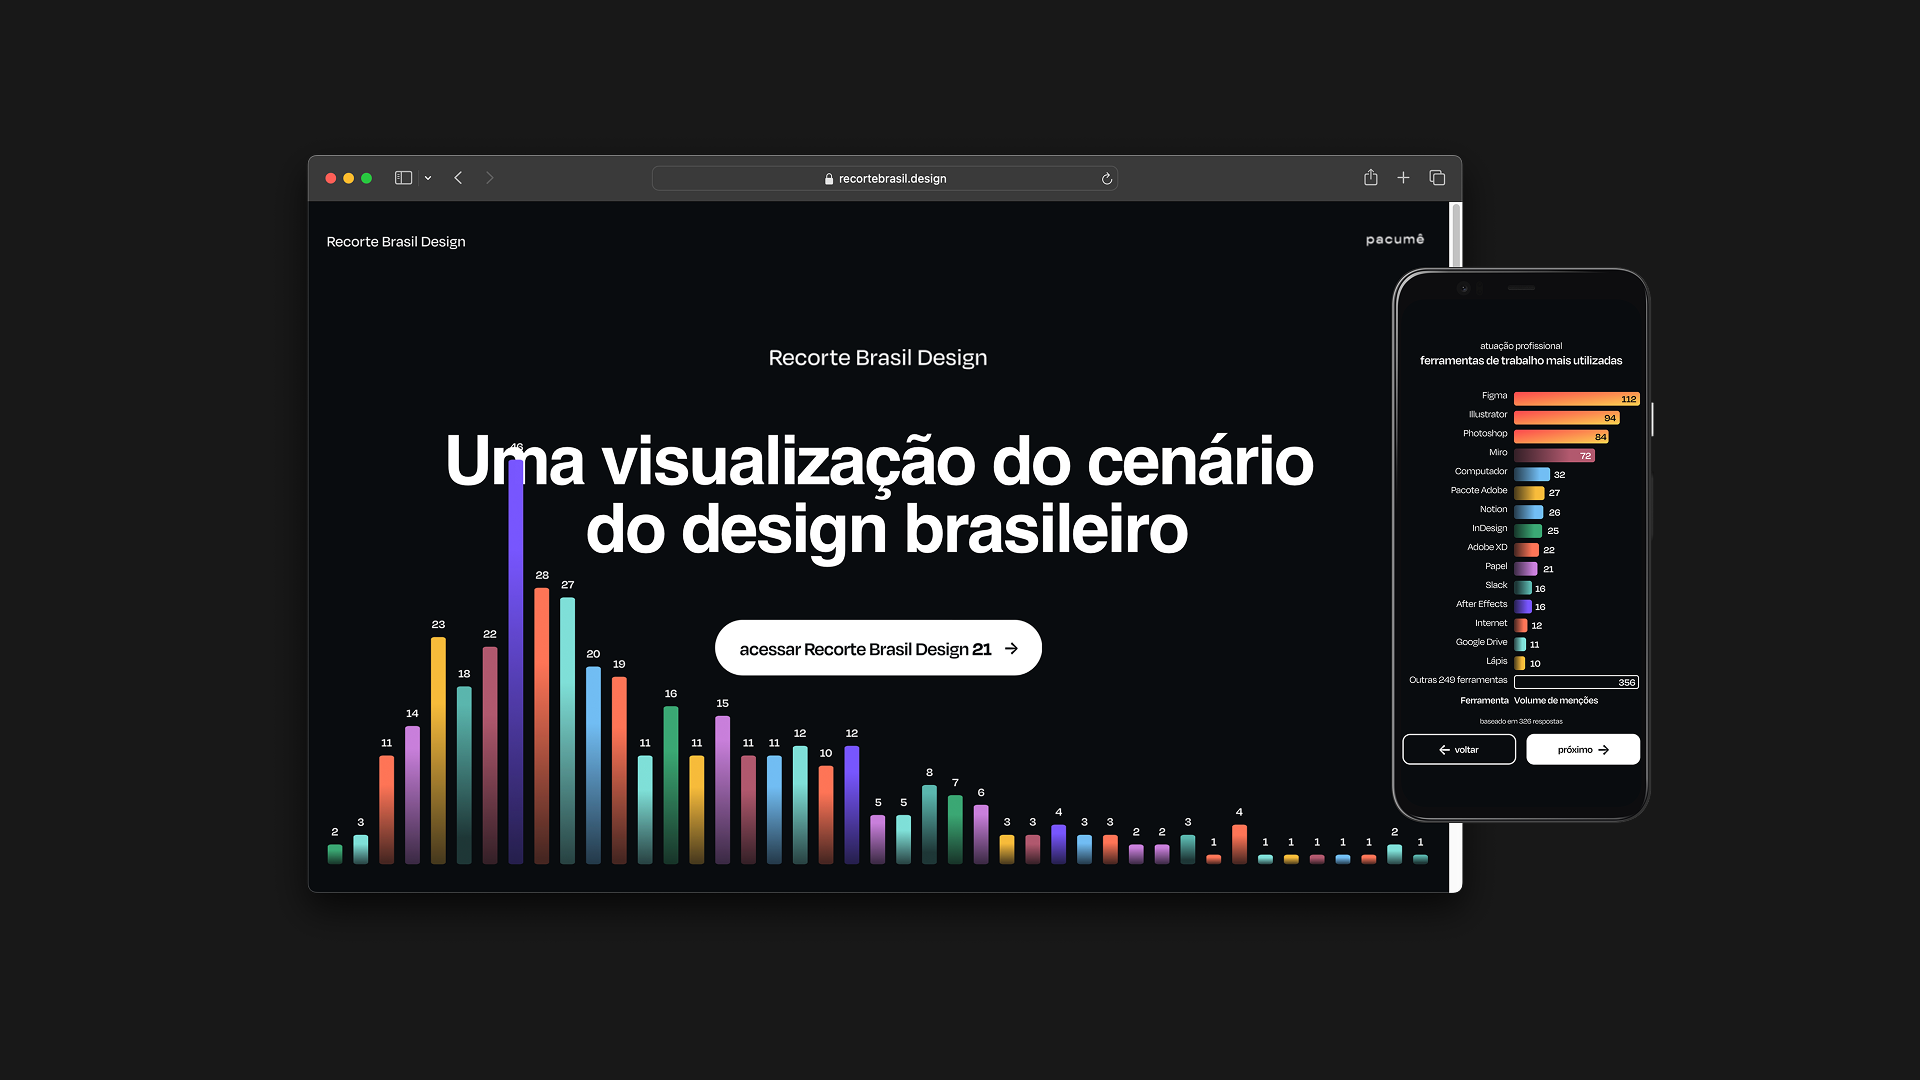 recortebrasil.design
Recorte Brasil Design
pacumê
Recorte Brasil Design
Uma visualização do cenário
do design brasileiro
acessar Recorte Brasil Design 21 →
2
3
11
14
23
18
22
46
28
27
20
19
11
16
11
15
11
11
12
10
12
5
5
8
7
6
3
3
4
3
3
2
2
3
1
4
1
1
1
1
1
2
1
atuação profissional
ferramentas de trabalho mais utilizadas
Figma 112
Illustrator 94
Photoshop 84
Miro 72
Computador 32
Pacote Adobe 27
Notion 26
InDesign 25
Adobe XD 22
Papel 21
Slack 16
After Effects 16
Internet 12
Google Drive 11
Lápis 10
Outras 249 ferramentas 356
Ferramenta Volume de menções
baseado em 326 respostas
← voltar
próximo →